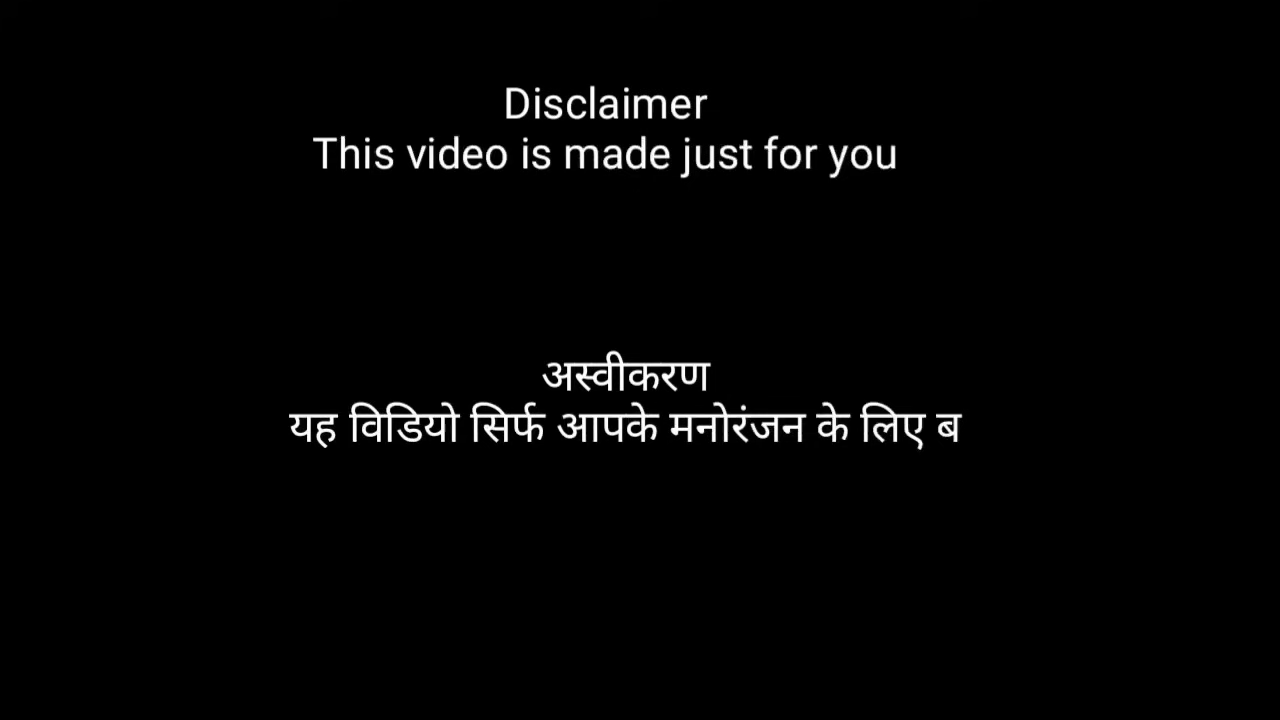 Disclaimer
This video is made just for you
अस्वीकरण
यह विडियो सिर्फ आपके मनोरंजन के लिए ब